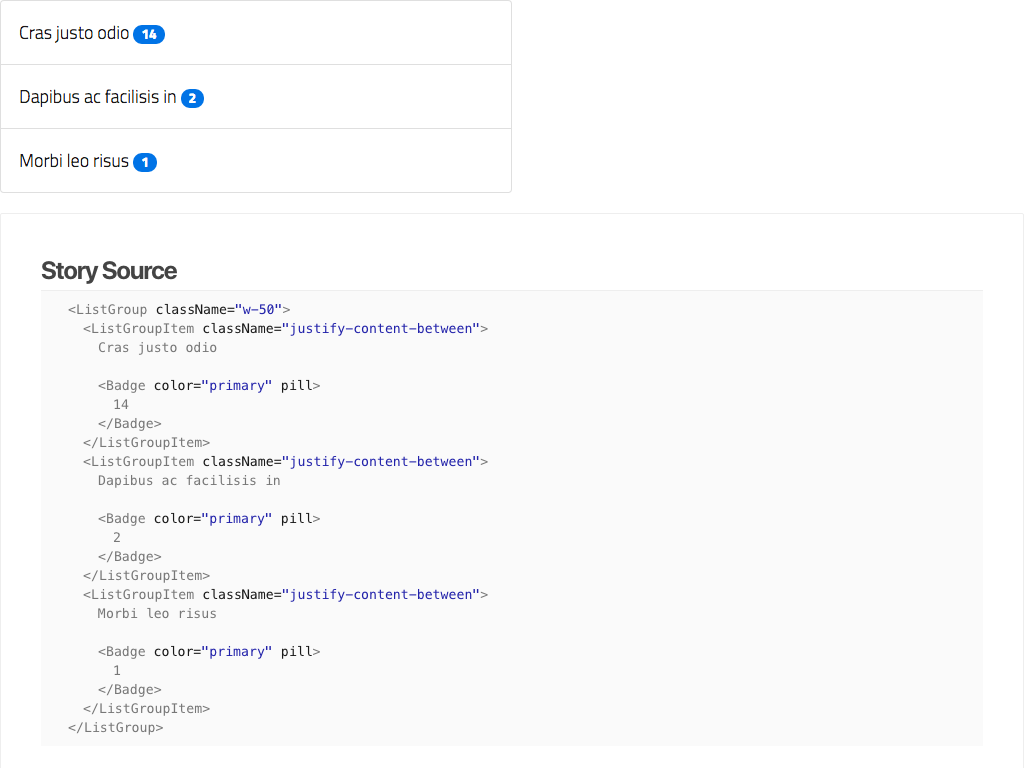 Cras justo odio 14
Dapibus ac facilisis in 2
Morbi leo risus 1
Story Source
<ListGroup className="w-50">
<ListGroupItem className="justify-content-between">
Cras justo odio
<Badge color="primary" pill>
14
</Badge>
</ListGroupItem>
<ListGroupItem className="justify-content-between">
Dapibus ac facilisis in
<Badge color="primary" pill>
2
</Badge>
</ListGroupItem>
<ListGroupItem className="justify-content-between">
Morbi leo risus
<Badge color="primary" pill>
1
</Badge>
</ListGroupItem>
</ListGroup>